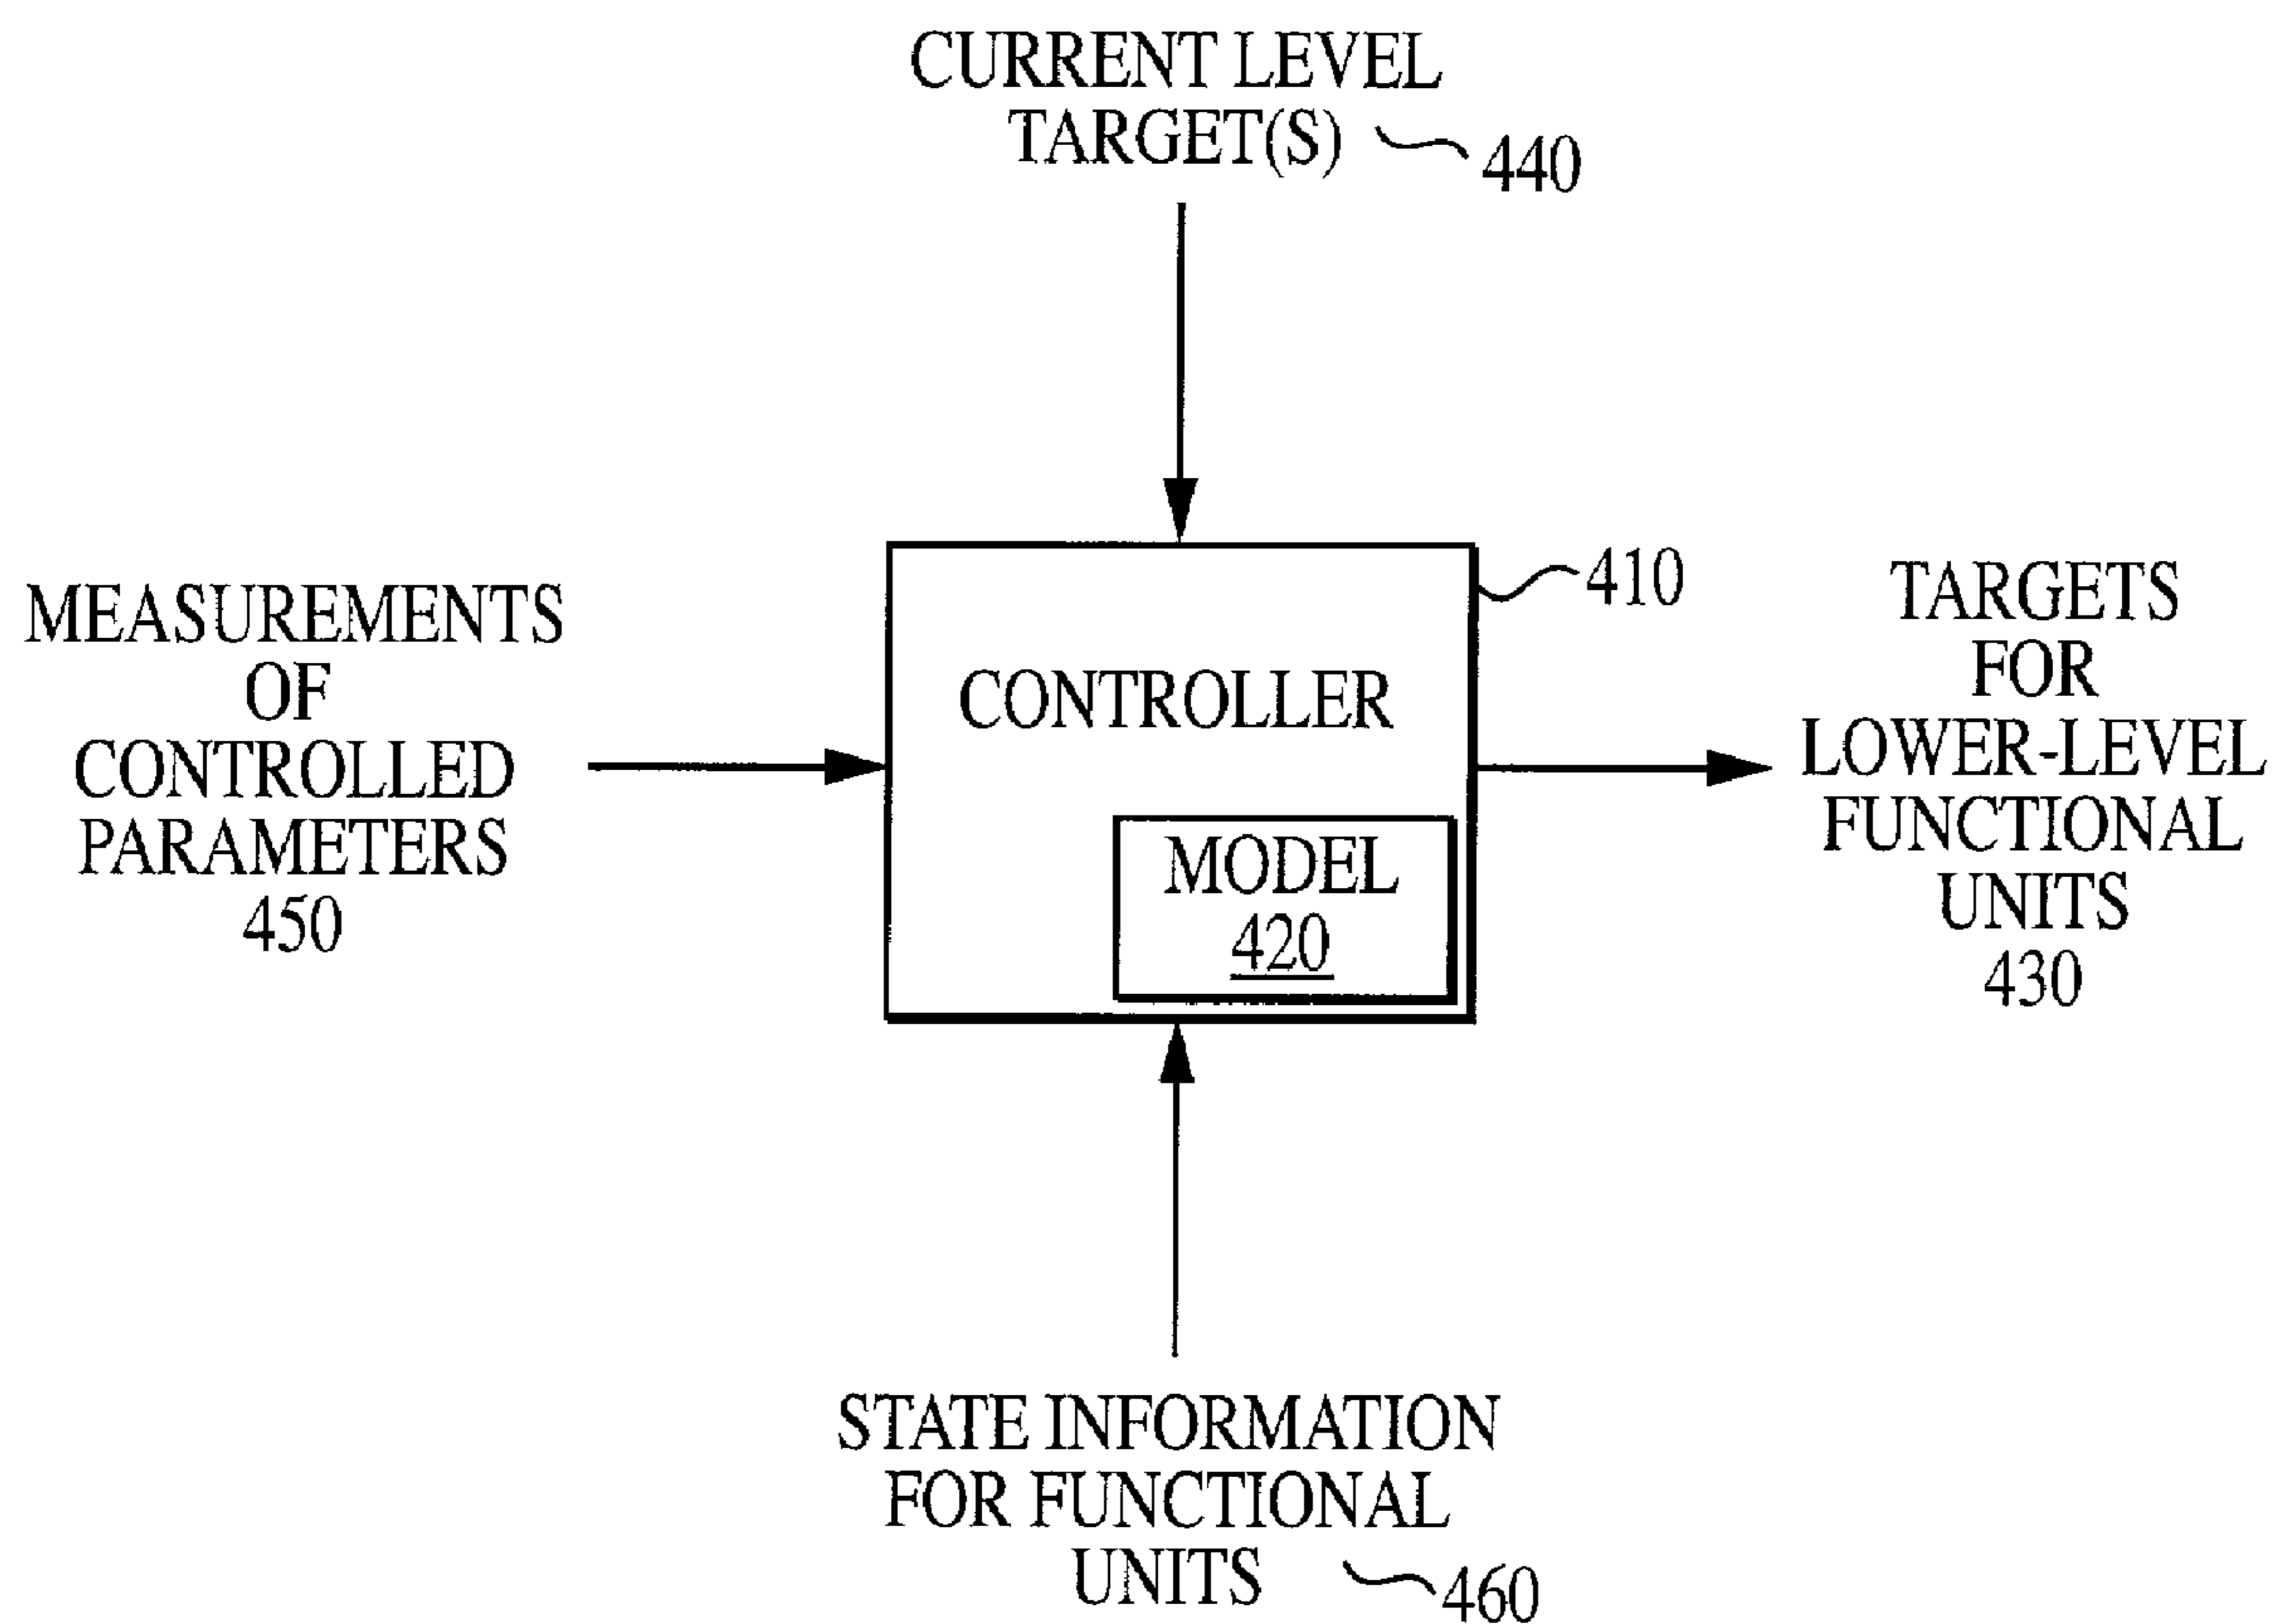 CURRENT LEVEL
TARGET(S)
440
MEASUREMENTS
OF
CONTROLLED
PARAMETERS
450
CONTROLLER
410
MODEL
420
TARGETS
FOR
LOWER-LEVEL
FUNCTIONAL
UNITS
430
STATE INFORMATION
FOR FUNCTIONAL
UNITS
460